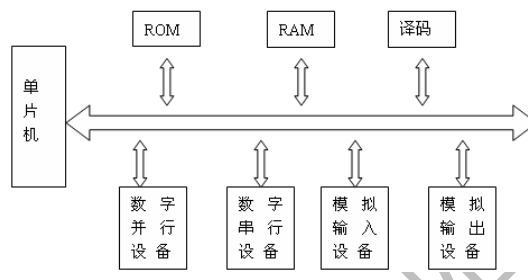 ROM
RAM
译码
单
片
机
数 字
并 行
设 备
数 字
串 行
设 备
模 拟
输 入
设 备
模 拟
输 出
设 备